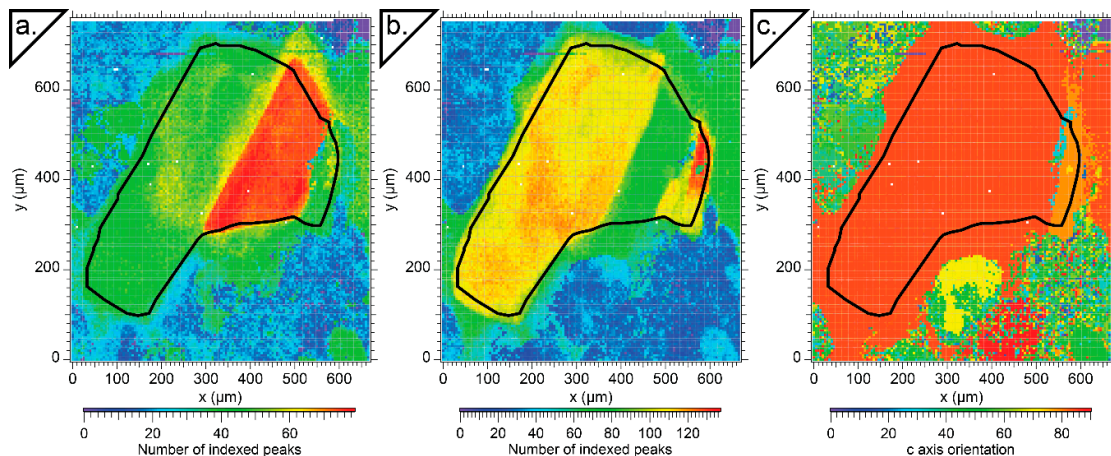 a.
b.
c.
y (µm)
600
400
200
0
0 100 200 300 400 500 600
x (µm)
0 20 40 60
Number of indexed peaks
y (µm)
600
400
200
0
0 100 200 300 400 500 600
x (µm)
0 20 40 60 80 100 120
Number of indexed peaks
y (µm)
600
400
200
0
0 100 200 300 400 500 600
x (µm)
0 20 40 60 80
c axis orientation